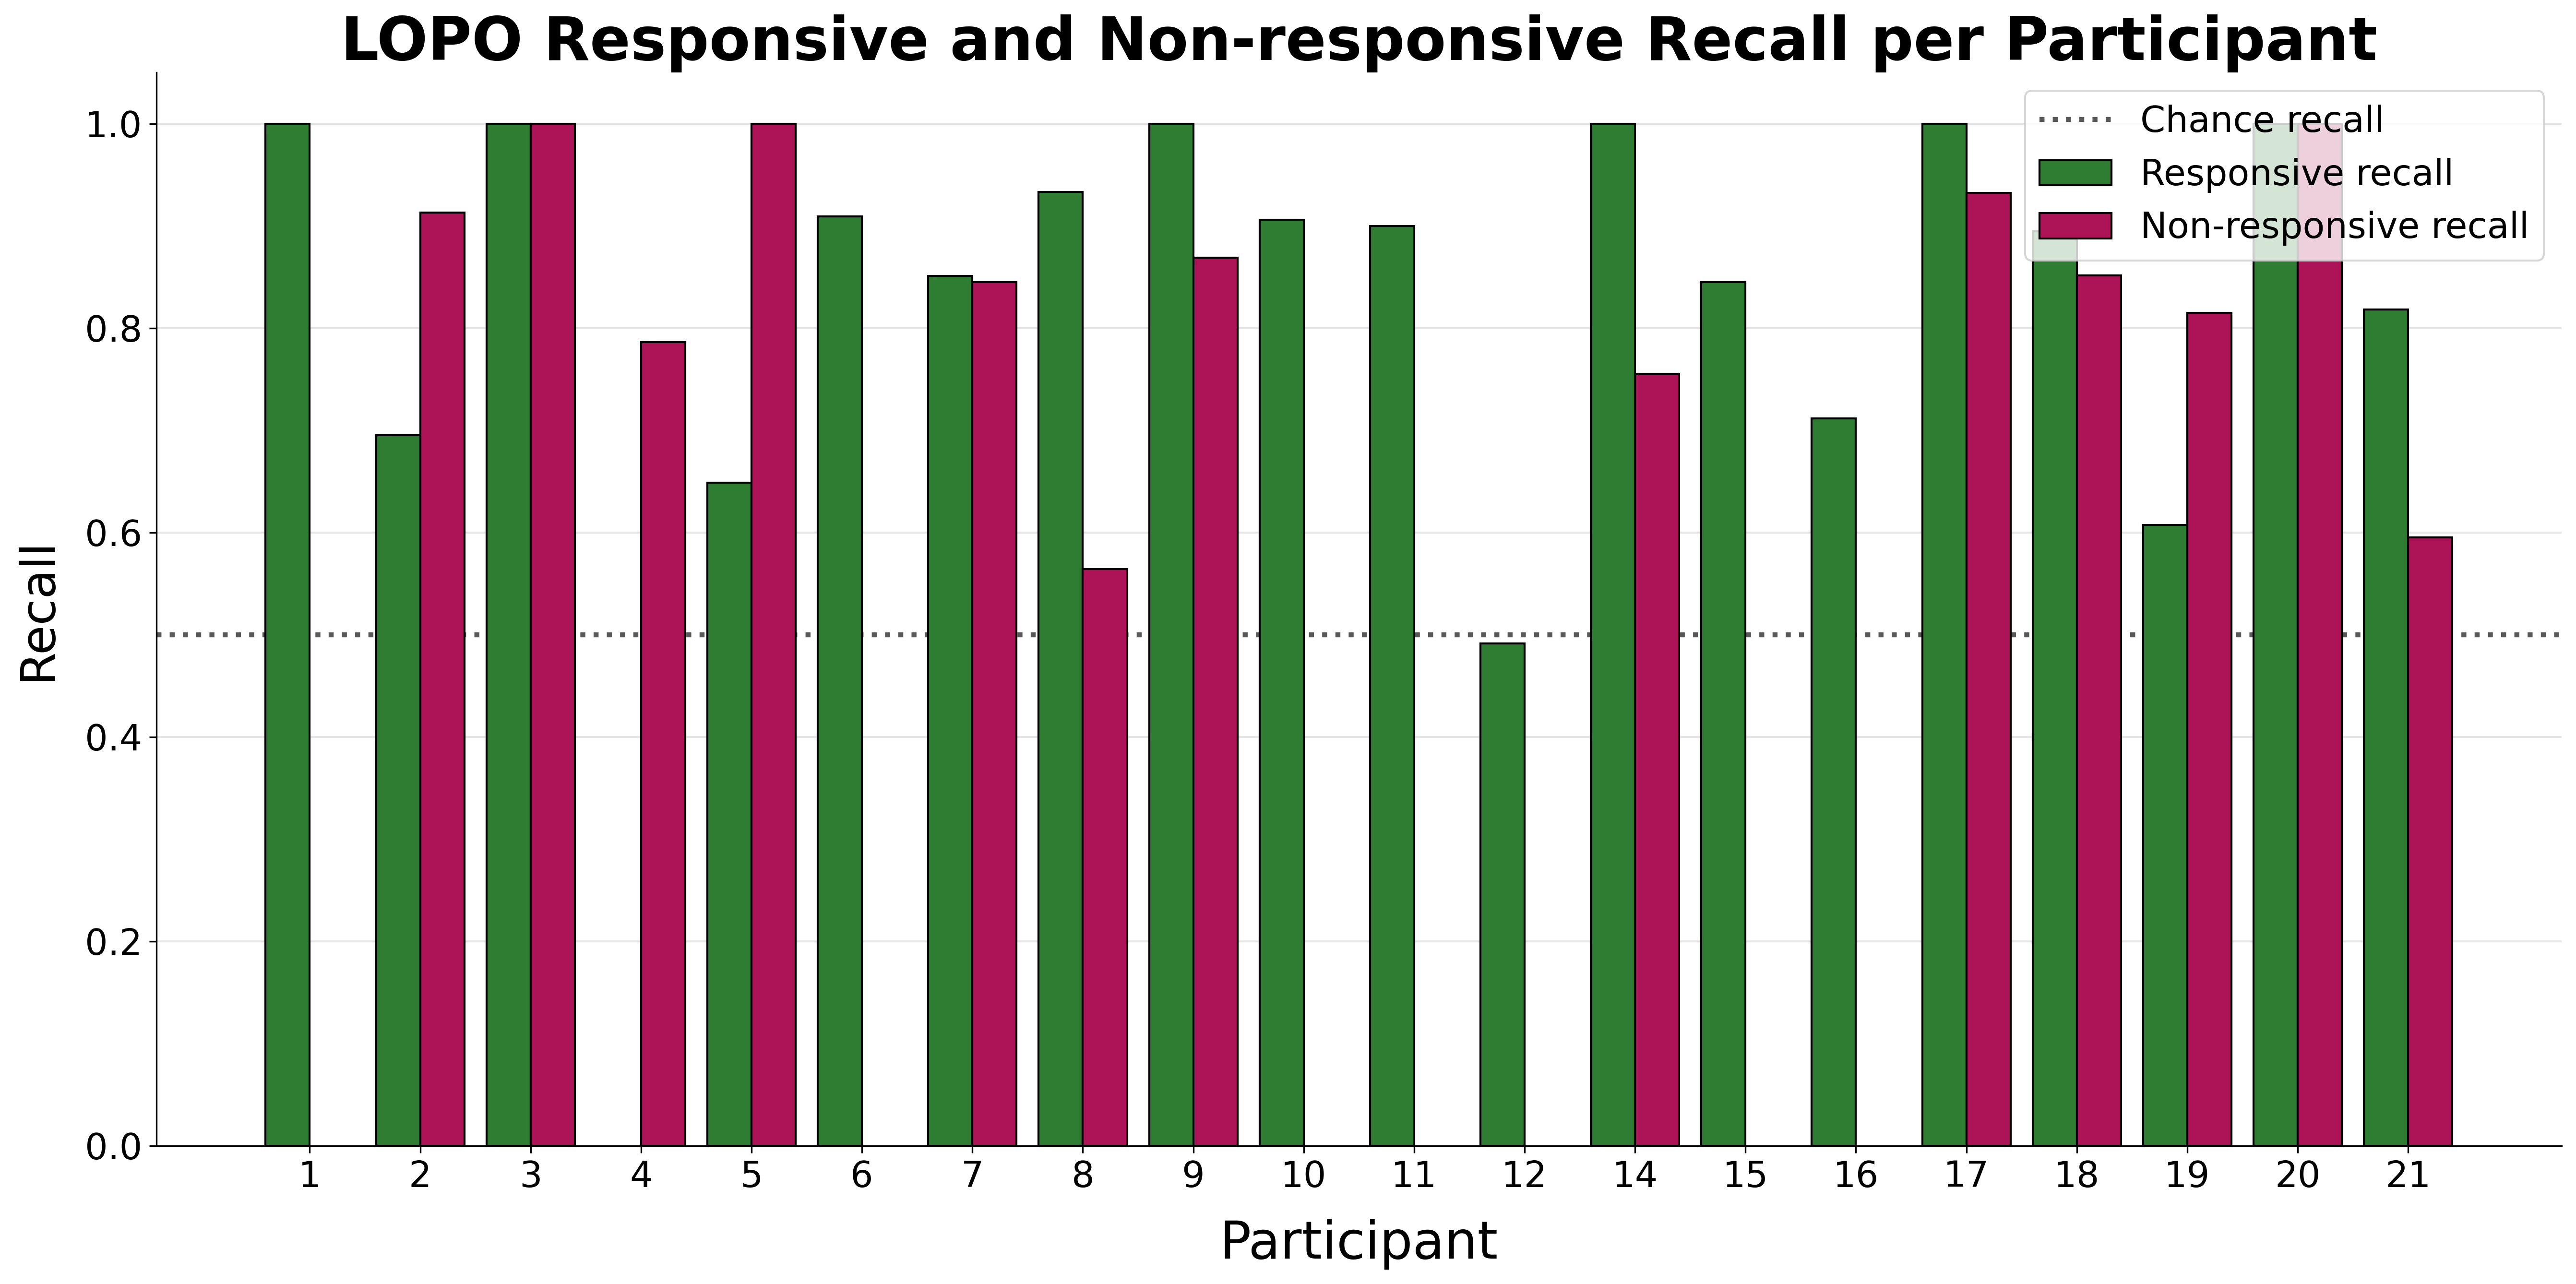 LOPO Responsive and Non-responsive Recall per Participant
Chance recall
Responsive recall
Non-responsive recall
Recall
1.0
0.8
0.6
0.4
0.2
0.0
1 2 3 4 5 6 7 8 9 10 11 12 14 15 16 17 18 19 20 21
Participant